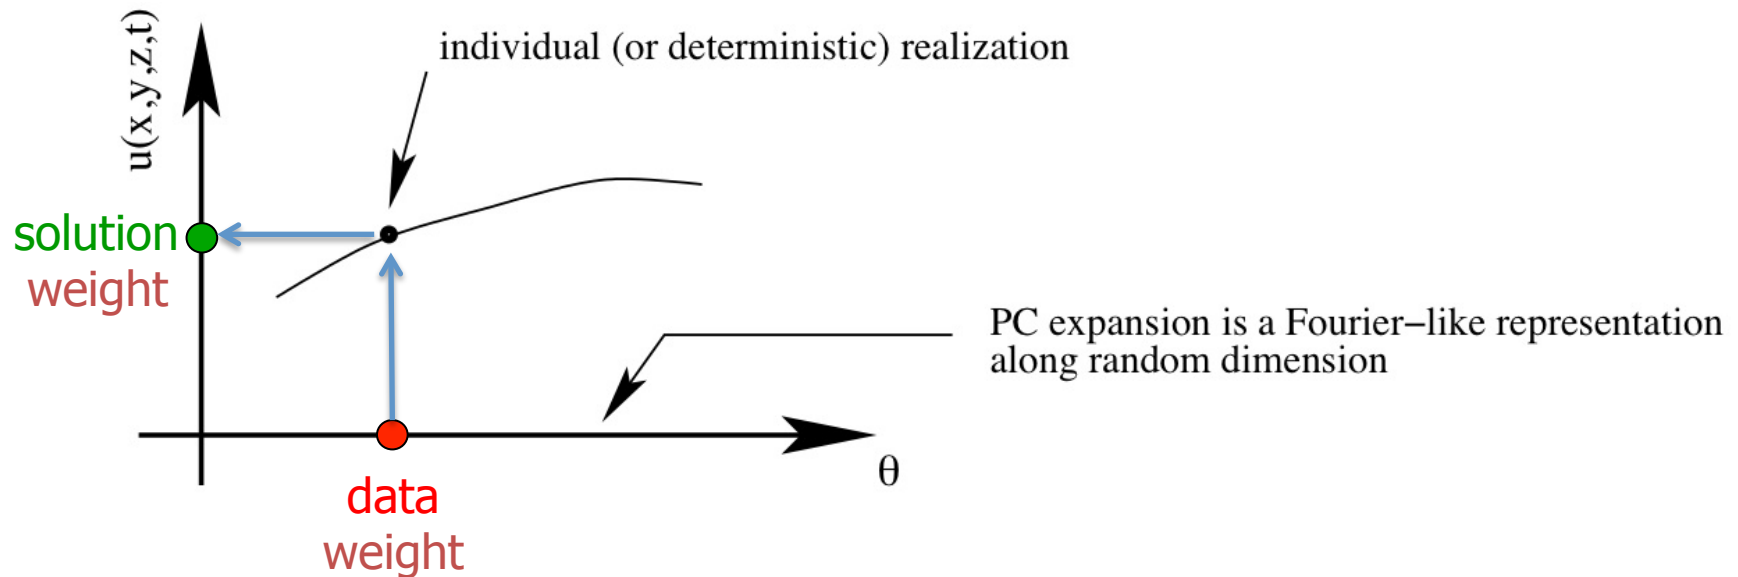 u(x,y,z,t)
individual (or deterministic) realization
solution
weight
PC expansion is a Fourier−like representation
along random dimension
θ
data
weight